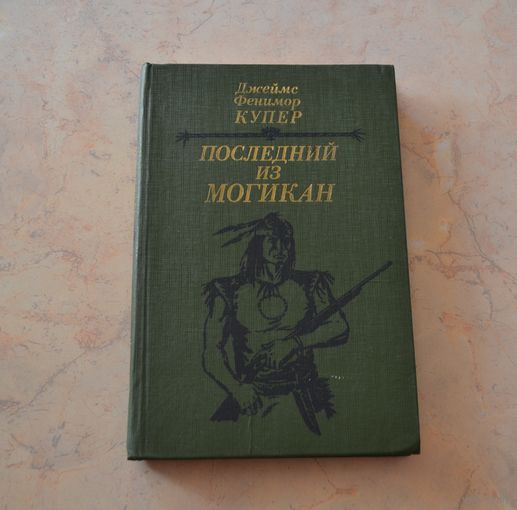 Джеймс
Фенимор
КУПЕР
ПОСЛЕДНИЙ
ИЗ
МОГИКАН